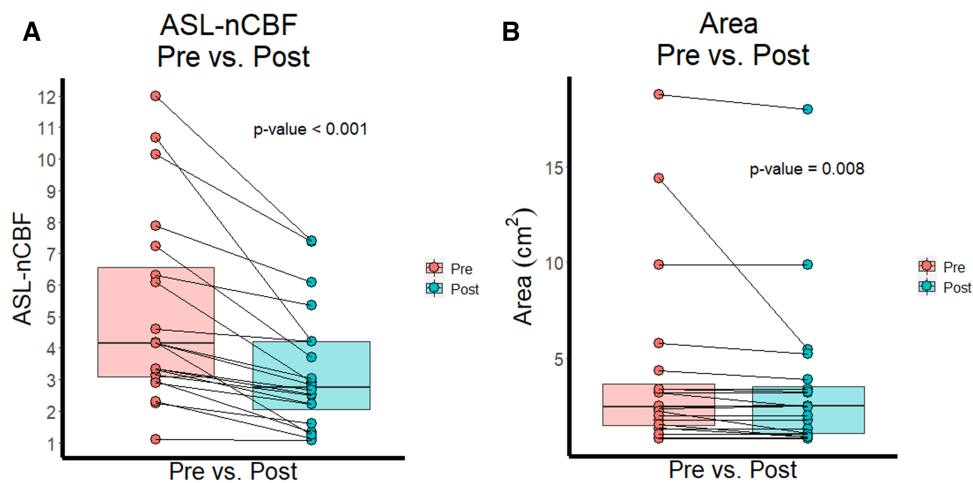 A
ASL-nCBF
Pre vs. Post
12
11
10
9
8
7
6
5
4
3
2
1
ASL-nCBF
p-value < 0.001
Pre
Post
Pre vs. Post
B
Area
Pre vs. Post
15
10
5
Area (cm²)
p-value = 0.008
Pre
Post
Pre vs. Post